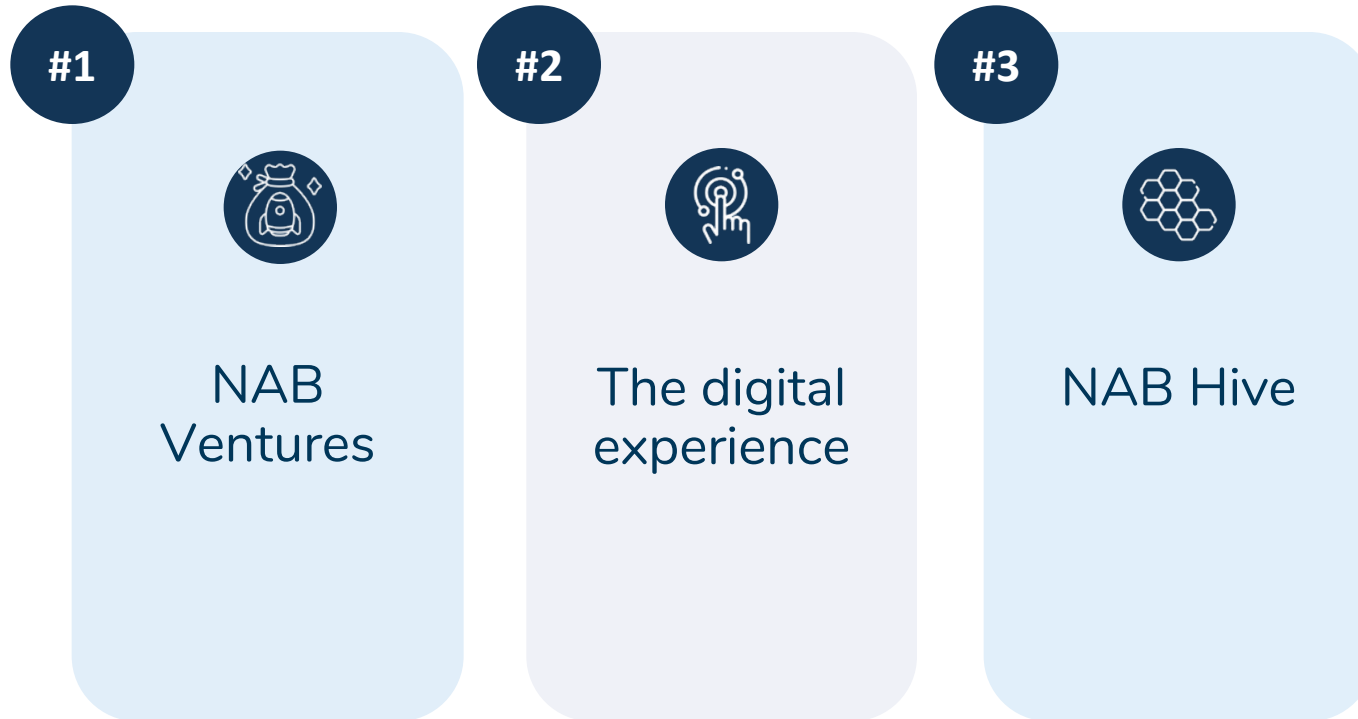 #1
NAB
Ventures
#2
The digital
experience
#3
NAB Hive